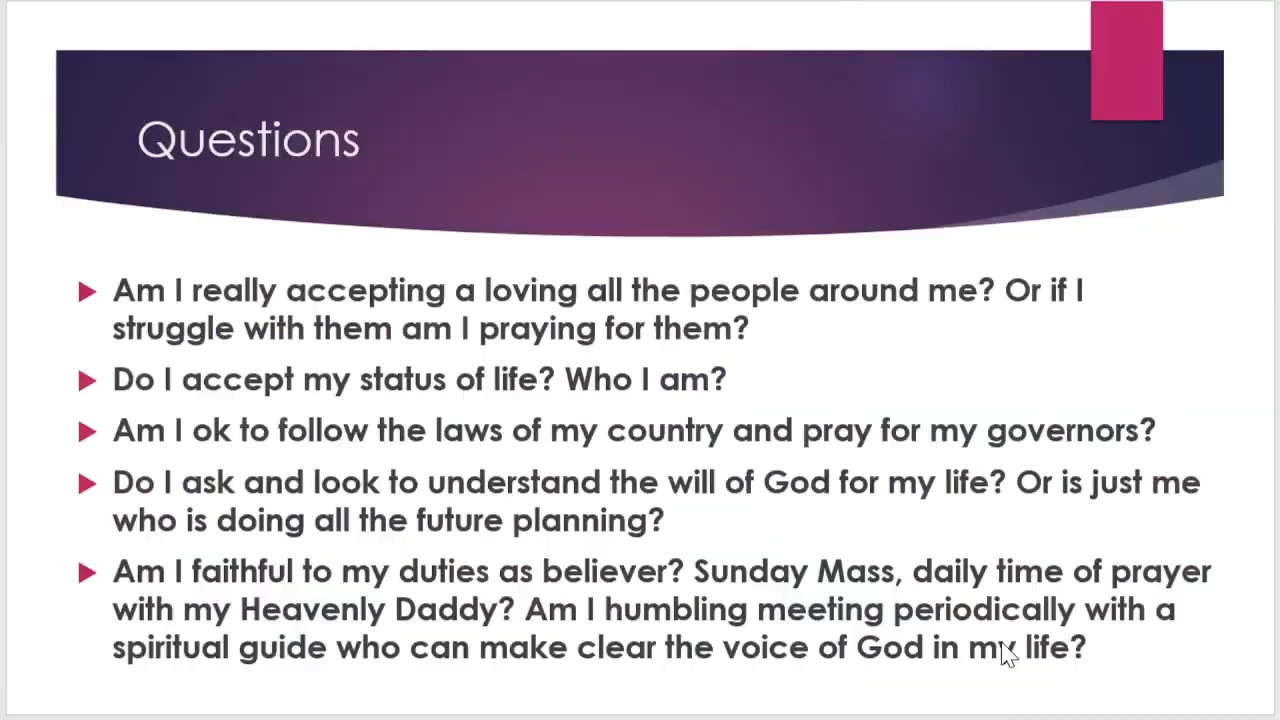 Questions
Am I really accepting a loving all the people around me? Or if I
struggle with them am I praying for them?
Do I accept my status of life? Who I am?
Am I ok to follow the laws of my country and pray for my governors?
Do I ask and look to understand the will of God for my life? Or is just me
who is doing all the future planning?
Am I faithful to my duties as believer? Sunday Mass, daily time of prayer
with my Heavenly Daddy? Am I humbling meeting periodically with a
spiritual guide who can make clear the voice of God in my life?